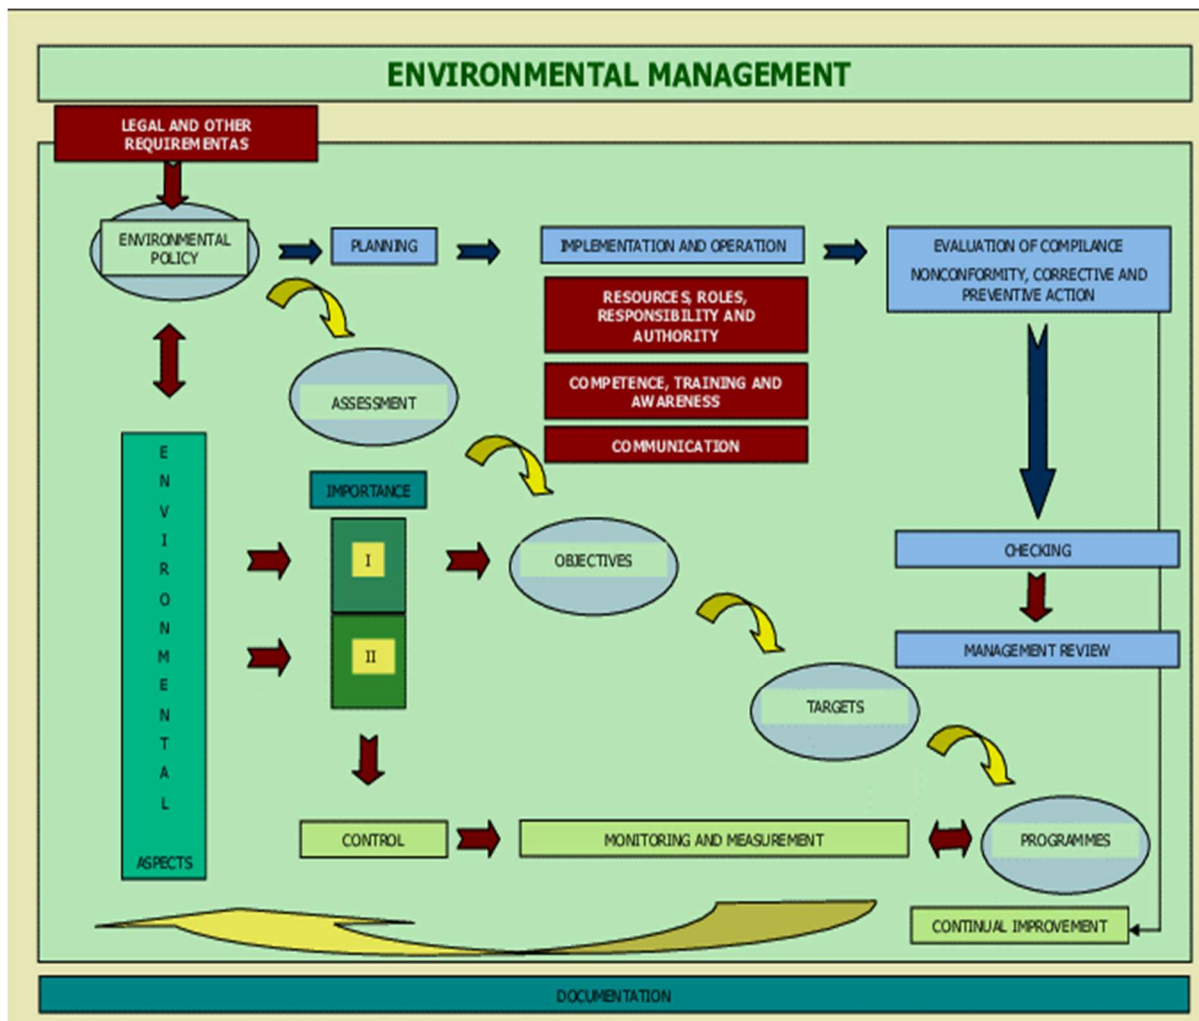 ENVIRONMENTAL MANAGEMENT
LEGAL AND OTHER
REQUIREMENTAS
ENVIRONMENTAL
POLICY
PLANNING
IMPLEMENTATION AND OPERATION
EVALUATION OF COMPILANCE
NONCONFORMITY, CORRECTIVE AND
PREVENTIVE ACTION
RESOURCES, ROLES,
RESPONSIBILITY AND
AUTHORITY
ASSESSMENT
COMPETENCE, TRAINING AND
AWARENESS
COMMUNICATION
ENVIRONMENTAL
ASPECTS
IMPORTANCE
I
II
OBJECTIVES
CHECKING
MANAGEMENT REVIEW
TARGETS
CONTROL
MONITORING AND MEASUREMENT
PROGRAMMES
CONTINUAL IMPROVEMENT
DOCUMENTATION